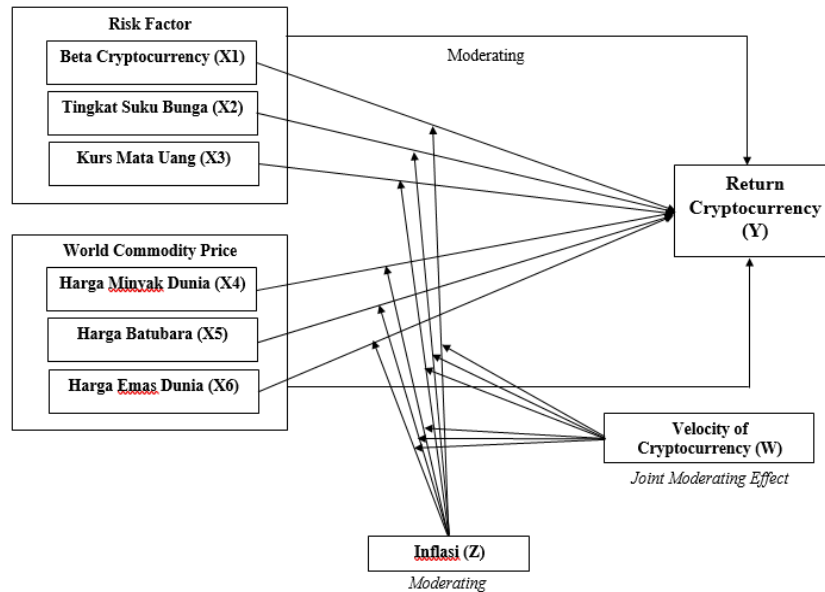 Risk Factor
Beta Cryptocurrency (X1)
Tingkat Suku Bunga (X2)
Kurs Mata Uang (X3)
Moderating
Return
Cryptocurrency
(Y)
World Commodity Price
Harga Minyak Dunia (X4)
Harga Batubara (X5)
Harga Emas Dunia (X6)
Velocity of
Cryptocurrency (W)
Joint Moderating Effect
Inflasi (Z)
Moderating